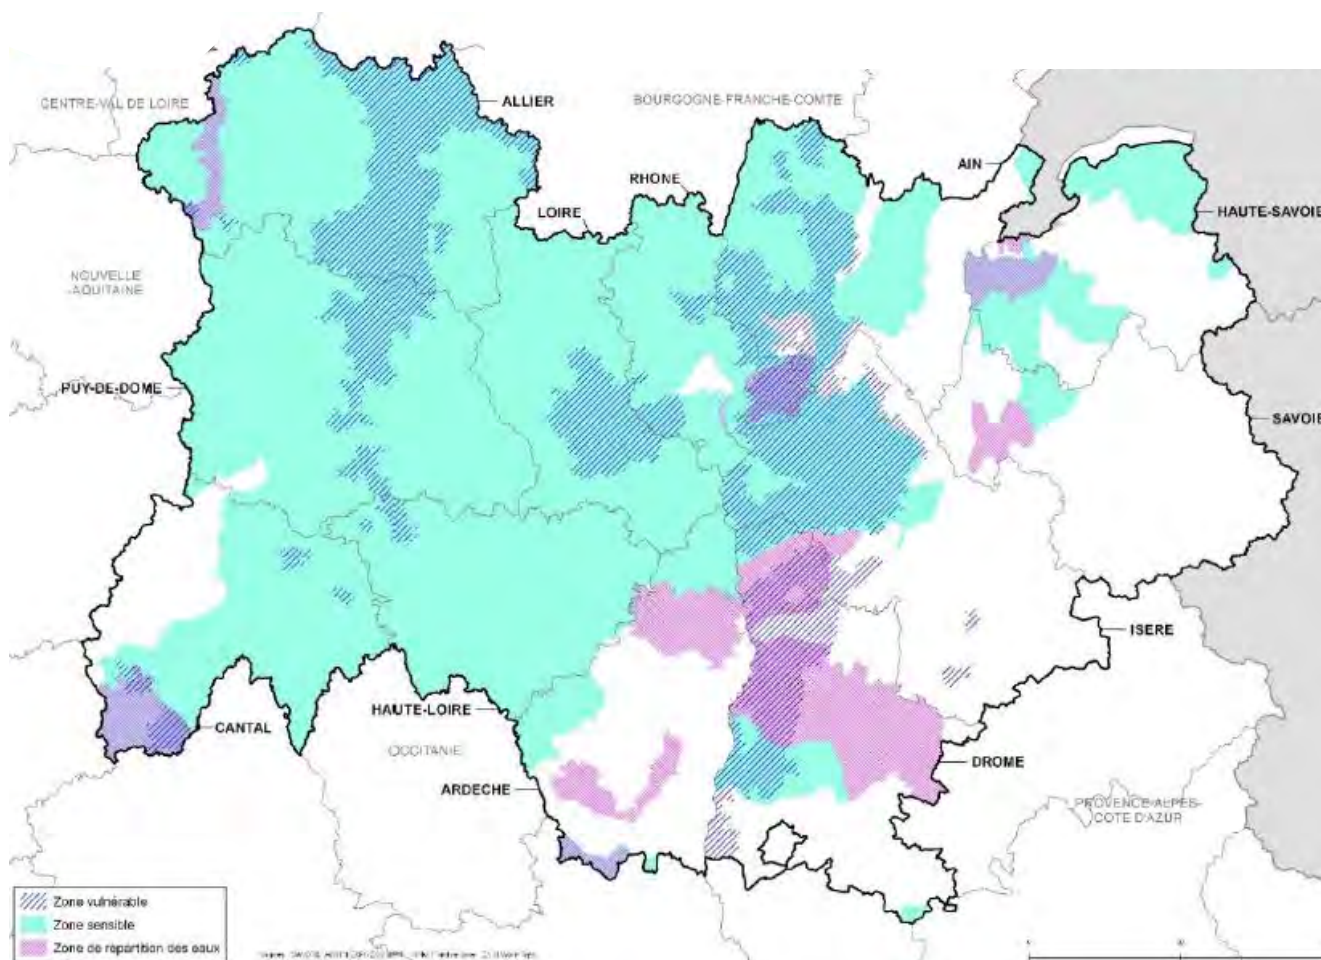 CENTRE-VAL DE LOIRE
ALLIER
BOURGOGNE-FRANCHE-COMTE
AIN
RHONE
LOIRE
HAUTE-SAVOIE
NOUVELLE
-AQUITAINE
PUY-DE-DOME
SAVOIE
ISERE
HAUTE-LOIRE
CANTAL
OCCITANIE
ARDECHE
DROME
PROVENCE-ALPES-
COTE D'AZUR
Zone vulnérable
Zone sensible
Zone de répartition des eaux